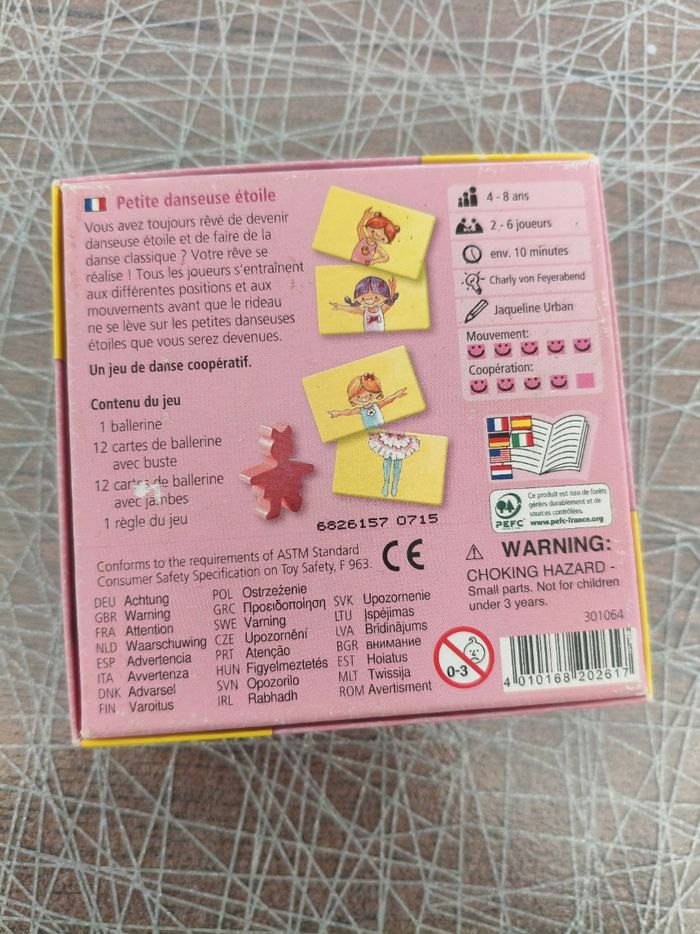 Petite danseuse étoile
Vous avez toujours rêvé de devenir
danseuse étoile et de faire de la
danse classique ? Votre rêve se
réalise ! Tous les joueurs s'entraînent
aux différentes positions et aux
mouvements avant que le rideau
ne se lève sur les petites danseuses
étoiles que vous serez devenues.
Un jeu de danse coopératif.
Contenu du jeu
1 ballerine
12 cartes de ballerine
avec buste
12 cartes de ballerine
avec jambes
1 règle du jeu
4 - 8 ans
2 - 6 joueurs
env. 10 minutes
Charly von Feyerabend
Jaqueline Urban
Mouvement:
Coopération:
PEFC
Ce produit est issu de forêts
gérées durablement et de
sources contrôlées.
www.pefc-france.org
6826157 0715
Conforms to the requirements of ASTM Standard
Consumer Safety Specification on Toy Safety, F 963.
CE
WARNING:
CHOKING HAZARD -
Small parts. Not for children
under 3 years.
301064
DEU Achtung
GBR Warning
FRA Attention
NLD Waarschuwing
ESP Advertencia
ITA Avvertenza
DNK Advarsel
FIN Varoitus
POL Ostrzeżenie
GRC Προειδοποίηση
SWE Varning
CZE Upozornění
PRT Atenção
HUN Figyelmeztetés
SVN Opozorilo
IRL Rabhadh
SVK Upozornenie
LTU Įspėjimas
LVA Brīdinājums
BGR внимание
EST Hoiatus
MLT Twissija
ROM Avertisment
0-3
4 010168 202617